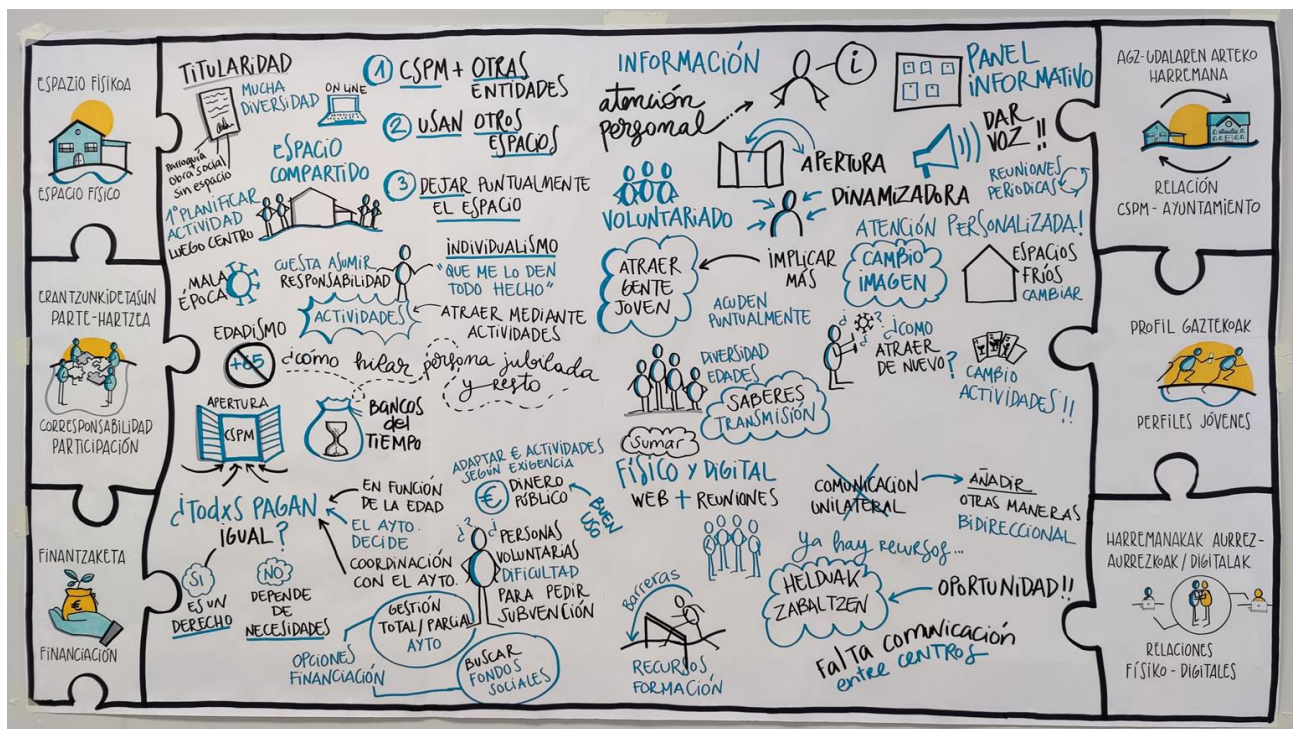 ESPAZIO FÍSIKOA
ESPACIO FÍSICO
ERANTZUNKIDETASUN
PARTE-HARTZEA
CORRESPONSABILIDAD
PARTICIPACIÓN
FINANTZAKETA
€
FINANCIACIÓN
TITULARIDAD
MUCHA
DIVERSIDAD
ON LINE
Parroquia
obra social
sin espacio
ESPACIO
COMPARTIDO
1º PLANIFICAR
ACTIVIDAD
LUEGO CENTRO
① CSPM + OTRAS
ENTIDADES
② USAN OTROS
ESPACIOS
③ DEJAR PUNTUALMENTE
EL ESPACIO
MALA
ÉPOCA
CUESTA ASUMIR
RESPONSABILIDAD
INDIVIDUALISMO
"QUE ME LO DEN
TODO HECHO"
ACTIVIDADES
ATRAER MEDIANTE
ACTIVIDADES
EDADISMO
+65
¿cómo hilar persona jubilada
y resto
APERTURA
CSPM
BANCOS
del
TIEMPO
¿TODXS PAGAN
IGUAL?
SI
ES UN
DERECHO
NO
DEPENDE
DE
NECESIDADES
EN FUNCIÓN
DE LA EDAD
EL AYTO.
DECIDE
COORDINACIÓN
CON EL AYTO.
ADAPTAR € ACTIVIDADES
SEGÚN EXIGENCIA
€ DINERO
PÚBLICO
BUEN
USO
¿ ?
PERSONAS
VOLUNTARIAS
DIFICULTAD
PARA PEDIR
SUBVENCIÓN
GESTIÓN
TOTAL/PARCIAL
AYTO
OPCIONES
FINANCIACIÓN
BUSCAR
FONDOS
SOCIALES
INFORMACIÓN
atención
personal
i
PANEL
INFORMATIVO
APERTURA
DAR
VOZ!!
REUNIONES
PERIODICAS
VOLUNTARIADO
DINAMIZADORA
ATENCIÓN PERSONALIZADA!
ATRAER
GENTE
JOVEN
IMPLICAR
MÁS
CAMBIO
IMAGEN
ESPACIOS
FRÍOS
CAMBIAR
ACUDEN
PUNTUALMENTE
DIVERSIDAD
EDADES
SABERES
TRANSMISIÓN
Sumar
¿ ?
¿COMO
ATRAER
DE NUEVO?
CAMBIO
ACTIVIDADES!!
FÍSICO Y DIGITAL
WEB + REUNIONES
COMUNICACION
UNILATERAL
AÑADIR
OTRAS MANERAS
BIDIRECCIONAL
Ya hay recursos...
HELDUAK
ZABALTZEN
OPORTUNIDAD!!
Barreras
RECURSOS
FORMACIÓN
FALTA COMUNICACIÓN
entre CENTROS
AGZ-UDALAREN ARTEKO
HARREMANA
RELACIÓN
CSPM - AYUNTAMIENTO
PROFIL GAZTEKOAK
PERFILES JÓVENES
HARREMANAKAK AURREZ-
AURREZKOAK / DIGITALAK
RELACIONES
FÍSIKO - DIGITALES